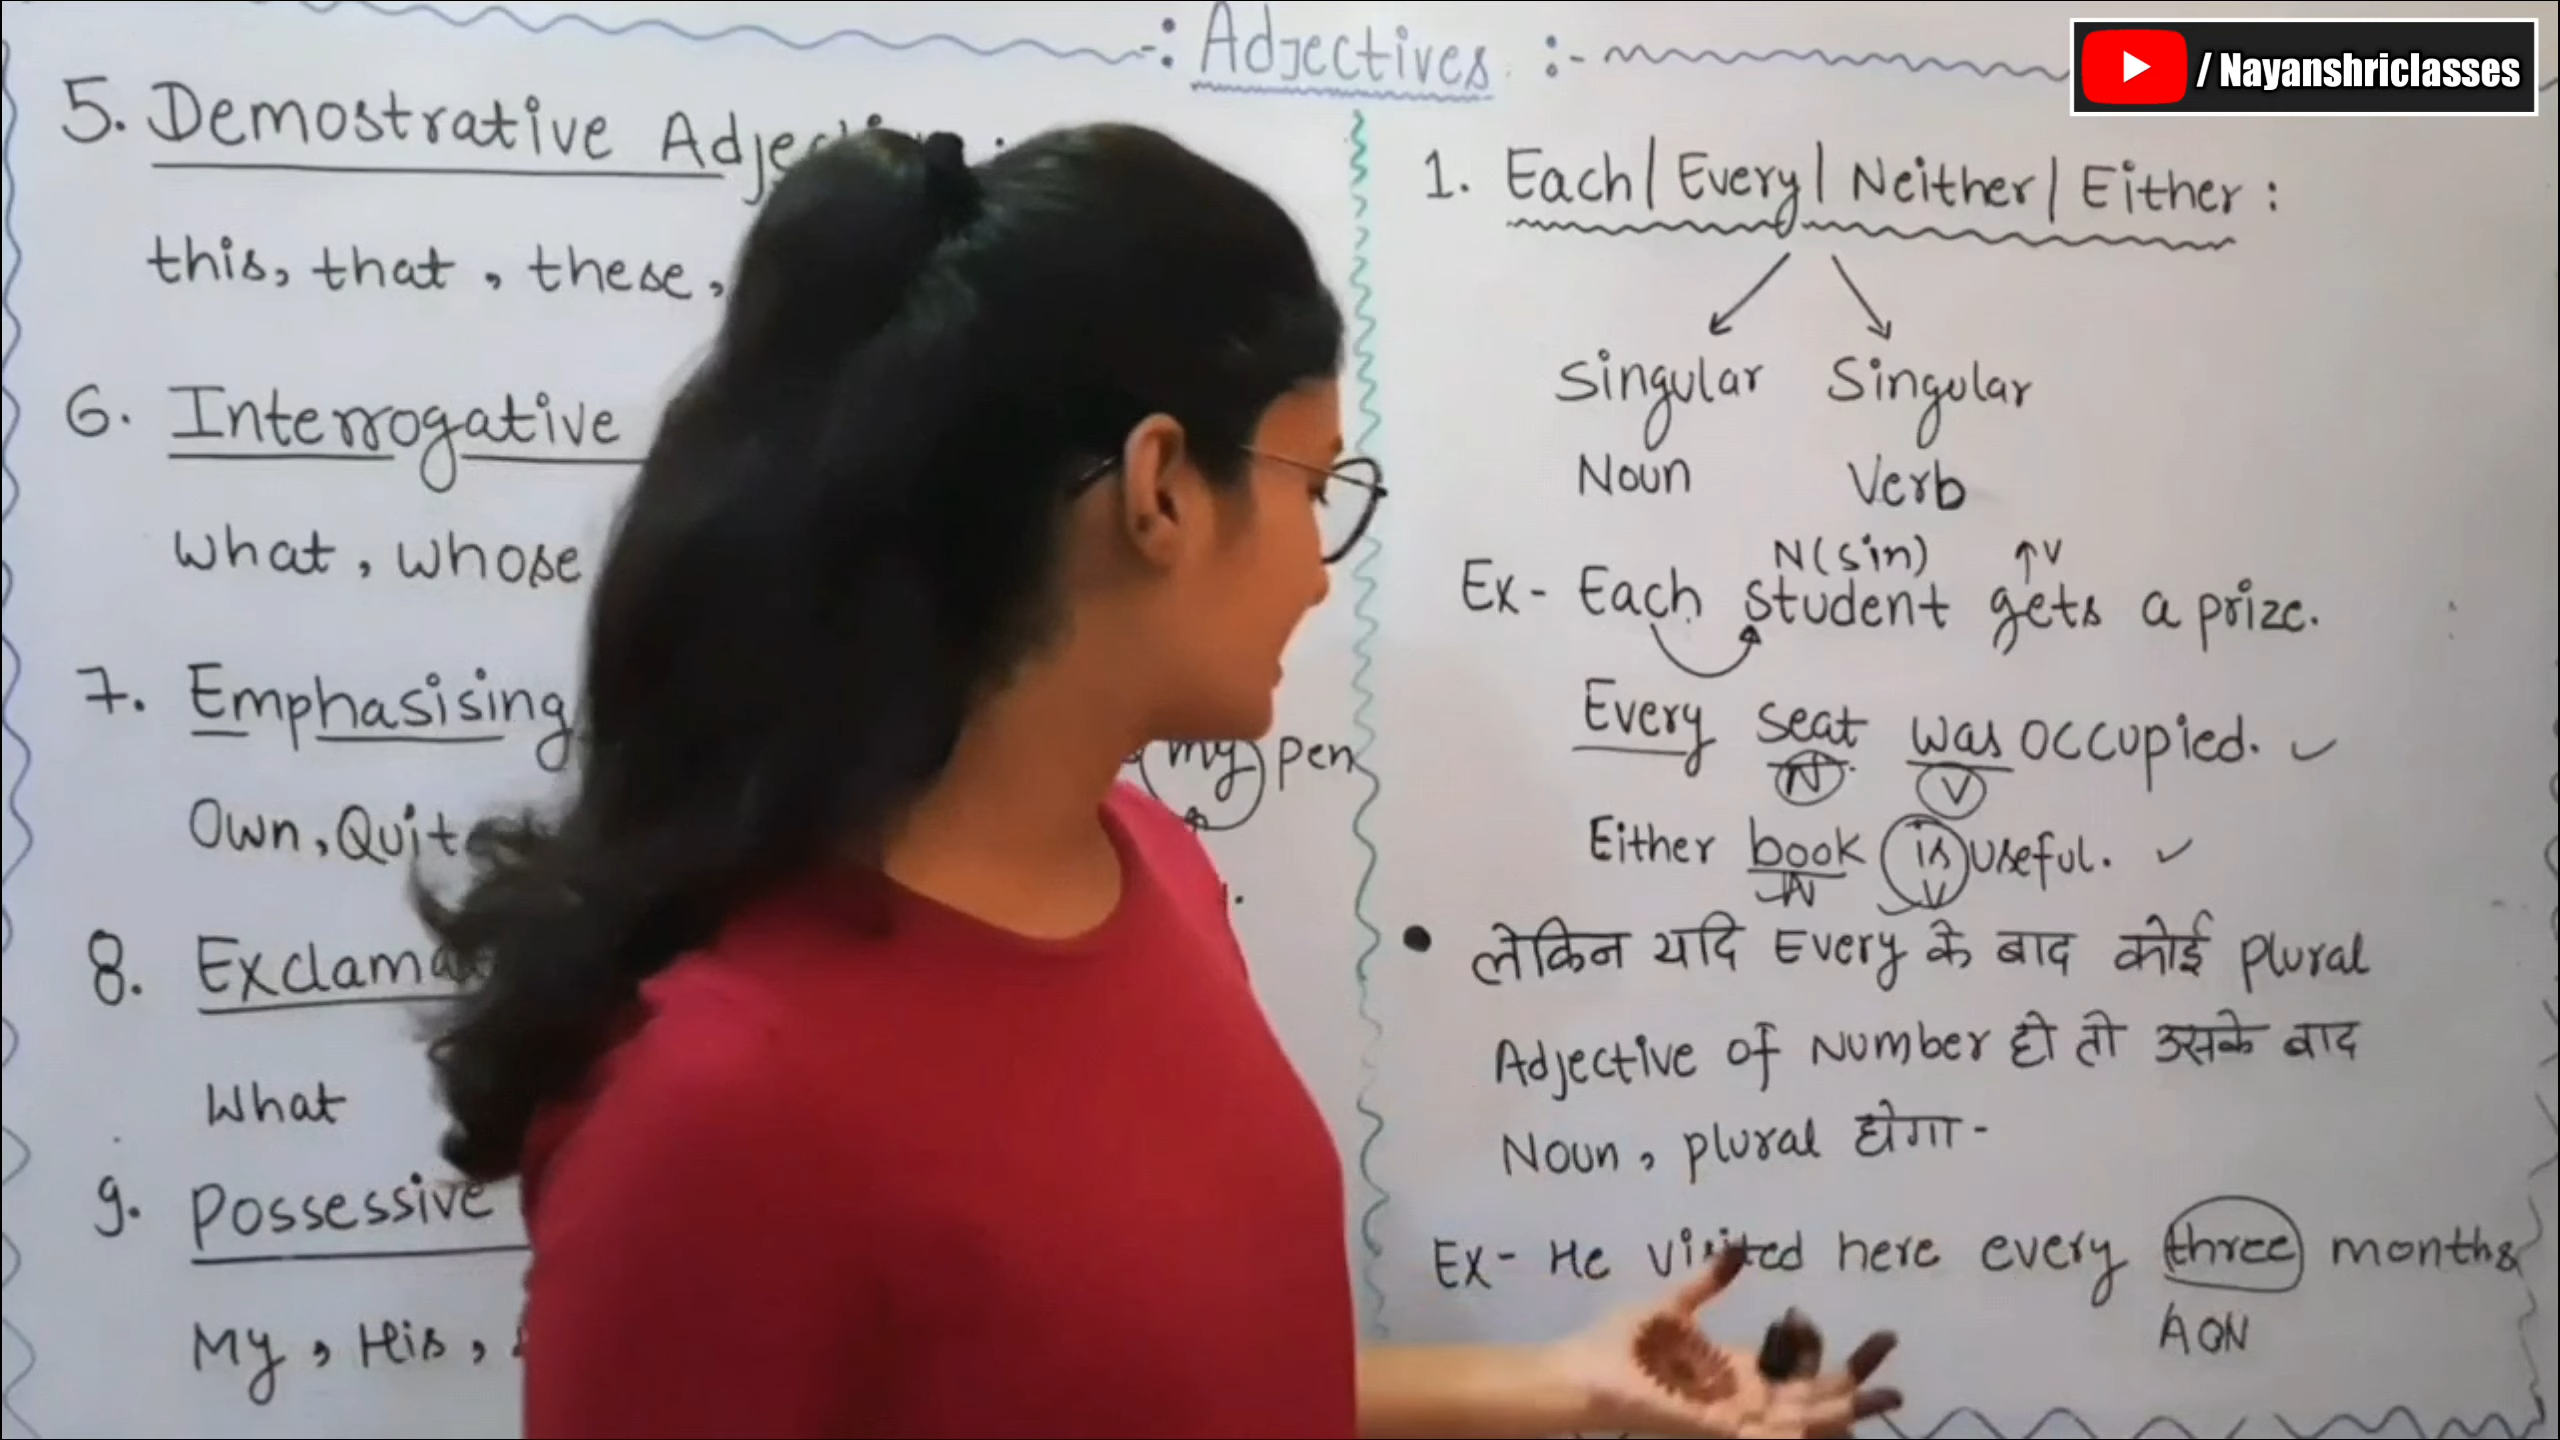 -: Adjectives :-
/ Nayanshriclasses
5. Demostrative
this, that, these,
6. Interrogative
What, Whose
7. Emphasising
my pen
Own,
8.
What
9. Possessive
My, His,
1. Each / Every / Neither / Either :
Singular Singular
Noun Verb
N(sin) ↑V
Ex- Each student gets a prize.
Every seat was occupied. ✓
N V
Either book is useful. ✓
N V
• लेकिन यदि Every के बाद कोई plural
Adjective of Number हो तो उसके बाद
Noun, plural होगा-
Ex- He visited here every three months
AON